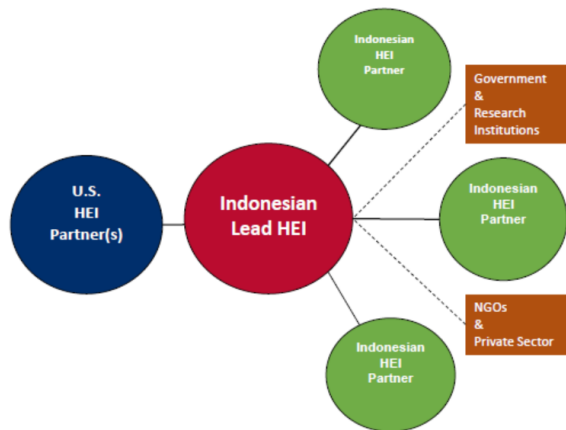 Indonesian
HEI
Partner
Government
&
Research
Institutions
U.S.
HEI
Partner(s)
Indonesian
Lead HEI
Indonesian
HEI
Partner
NGOs
&
Private Sector
Indonesian
HEI
Partner